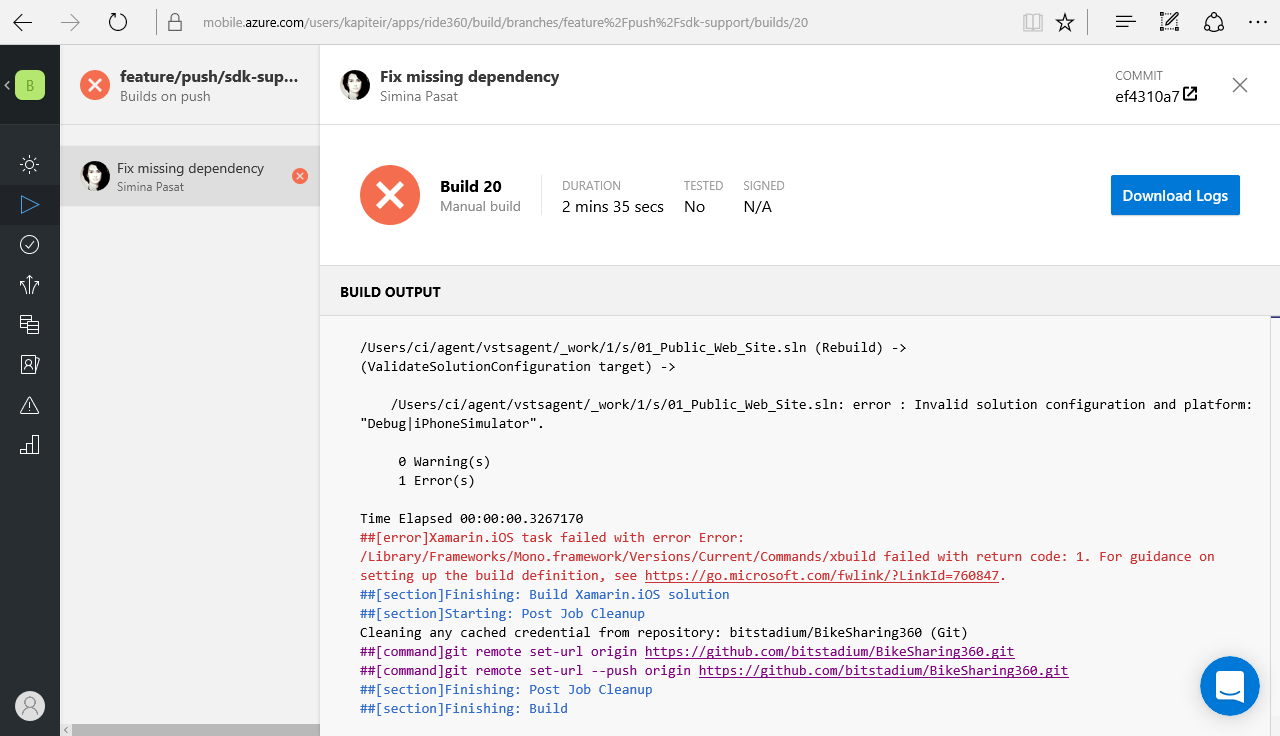 mobile.azure.com/users/kapiteir/apps/ride360/build/branches/feature%2Fpush%2Fsdk-support/builds/20
B
feature/push/sdk-sup...
Builds on push
Fix missing dependency
Simina Pasat
COMMIT
ef4310a7
Fix missing dependency
Simina Pasat
Build 20
Manual build
DURATION
2 mins 35 secs
TESTED
No
SIGNED
N/A
Download Logs
BUILD OUTPUT
/Users/ci/agent/vstsagent/_work/1/s/01_Public_Web_Site.sln (Rebuild) ->
(ValidateSolutionConfiguration target) ->
/Users/ci/agent/vstsagent/_work/1/s/01_Public_Web_Site.sln: error : Invalid solution configuration and platform:
"Debug|iPhoneSimulator".
0 Warning(s)
1 Error(s)
Time Elapsed 00:00:00.3267170
##[error]Xamarin.iOS task failed with error Error:
/Library/Frameworks/Mono.framework/Versions/Current/Commands/xbuild failed with return code: 1. For guidance on
setting up the build definition, see https://go.microsoft.com/fwlink/?LinkId=760847.
##[section]Finishing: Build Xamarin.iOS solution
##[section]Starting: Post Job Cleanup
Cleaning any cached credential from repository: bitstadium/BikeSharing360 (Git)
##[command]git remote set-url origin https://github.com/bitstadium/BikeSharing360.git
##[command]git remote set-url --push origin https://github.com/bitstadium/BikeSharing360.git
##[section]Finishing: Post Job Cleanup
##[section]Finishing: Build